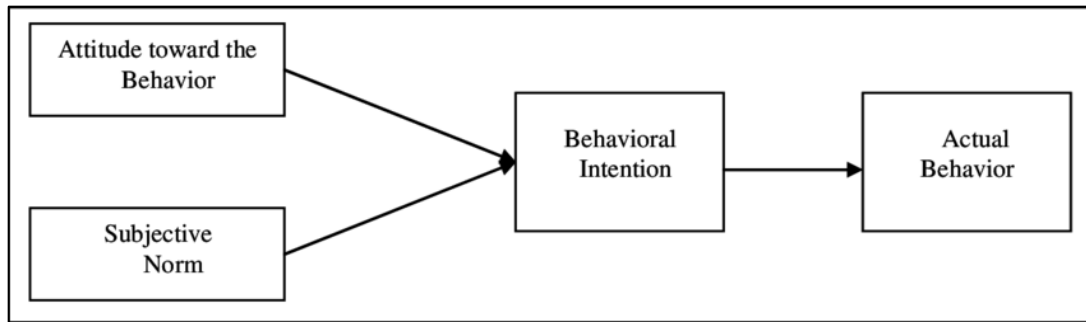 Attitude toward the
Behavior
Subjective
Norm
Behavioral
Intention
Actual
Behavior